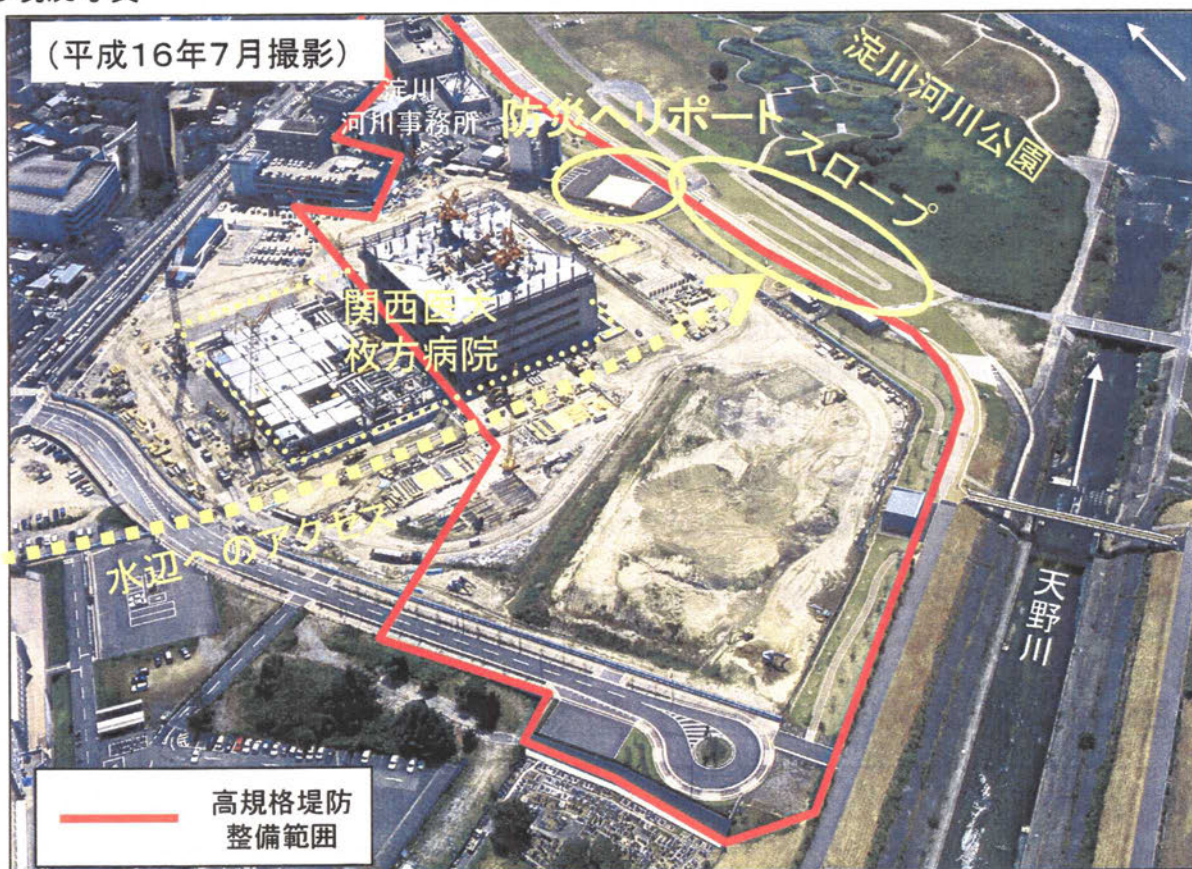 (平成16年7月撮影)
淀川
河川事務所
防災ヘリポート
スロープ
淀川河川公園
関西医大
枚方病院
水辺へのアクセス
天野川
高規格堤防
整備範囲